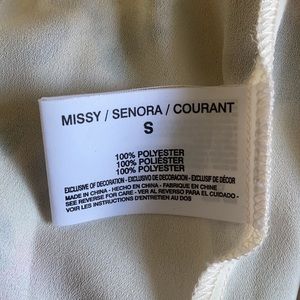 MISSY / SENORA / COURANT
S
100% POLYESTER
100% POLIÉSTER
100% POLYESTER
EXCLUSIVE OF DECORATION - EXCLUSIVO DE DECORACION - EXCLUSIF DE DÉCOR
MADE IN CHINA - HECHO EN CHINA - FABRIQUE EN CHINE
SEE REVERSE FOR CARE - VER AL REVERSO PARA EL CUIDADO -
VOIR LES INSTRUCTIONS D'ENTRETIEN AU DOS